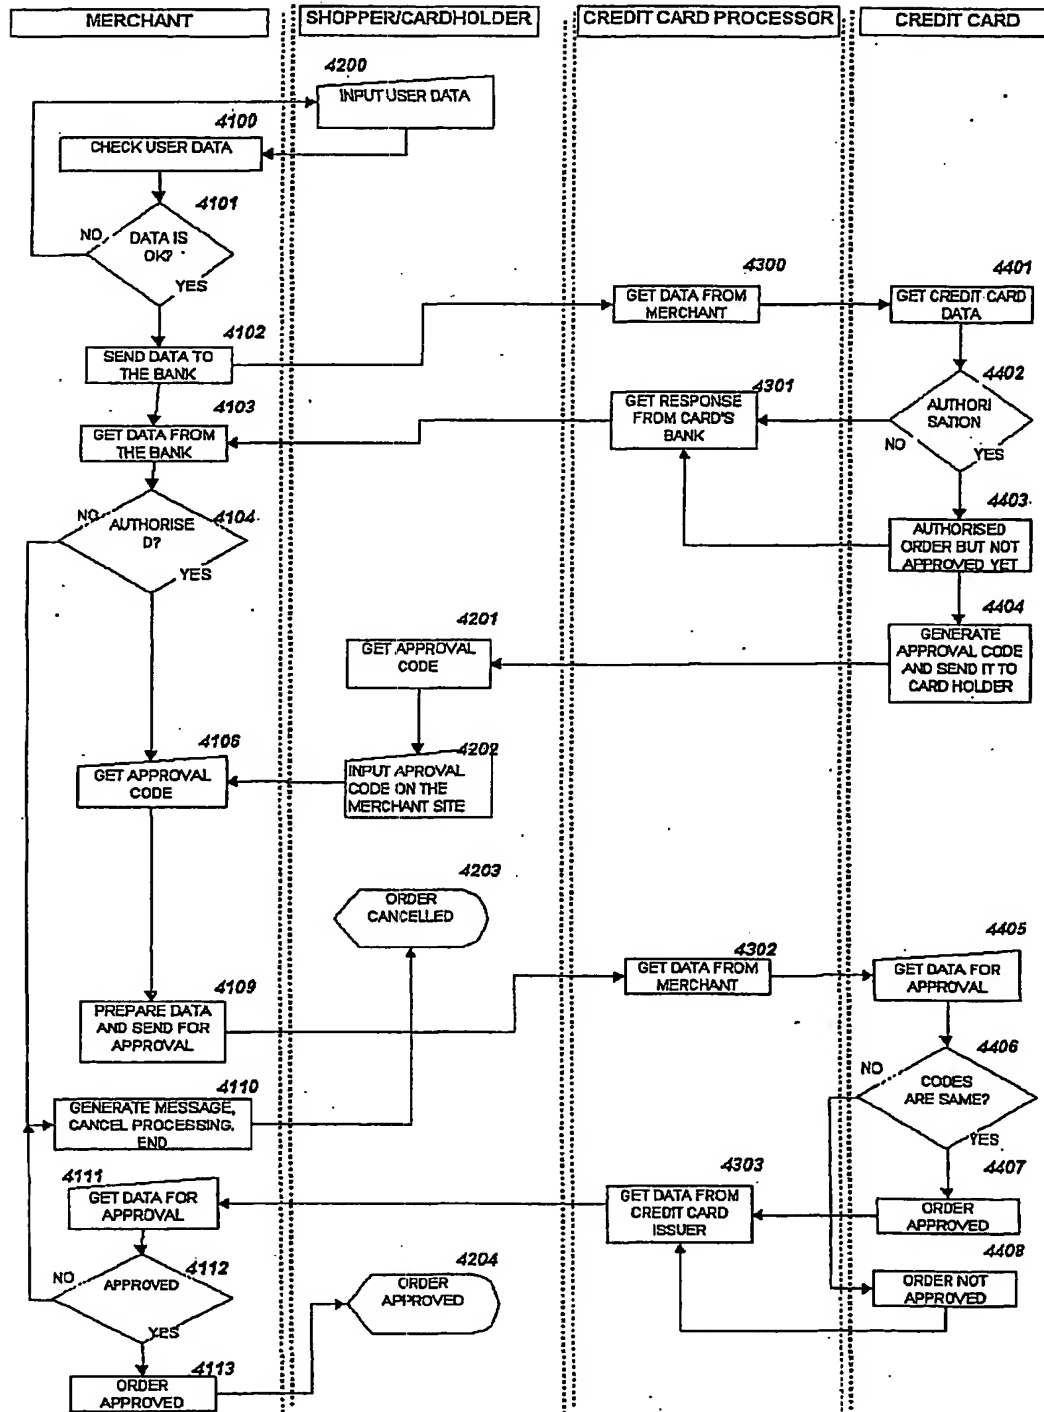 MERCHANT
SHOPPER/CARDHOLDER
CREDIT CARD PROCESSOR
CREDIT CARD
4200
INPUT USER DATA
4100
CHECK USER DATA
4101
NO
DATA IS
OK?
YES
4102
SEND DATA TO
THE BANK
4300
GET DATA FROM
MERCHANT
4401
GET CREDIT CARD
DATA
4402
AUTHORI
SATION
NO
YES
4301
GET RESPONSE
FROM CARD'S
BANK
4103
GET DATA FROM
THE BANK
4104
NO
AUTHORISE
D?
YES
4403
AUTHORISED
ORDER BUT NOT
APPROVED YET
4404
GENERATE
APPROVAL CODE
AND SEND IT TO
CARD HOLDER
4201
GET APPROVAL
CODE
4202
INPUT APROVAL
CODE ON THE
MERCHANT SITE
4106
GET APPROVAL
CODE
4203
ORDER
CANCELLED
4109
PREPARE DATA
AND SEND FOR
APPROVAL
4302
GET DATA FROM
MERCHANT
4405
GET DATA FOR
APPROVAL
4406
NO
CODES
ARE SAME?
YES
4110
GENERATE MESSAGE,
CANCEL PROCESSING,
END
4407
ORDER
APPROVED
4303
GET DATA FROM
CREDIT CARD
ISSUER
4111
GET DATA FOR
APPROVAL
4408
ORDER NOT
APPROVED
4112
NO
APPROVED
YES
4204
ORDER
APPROVED
4113
ORDER
APPROVED